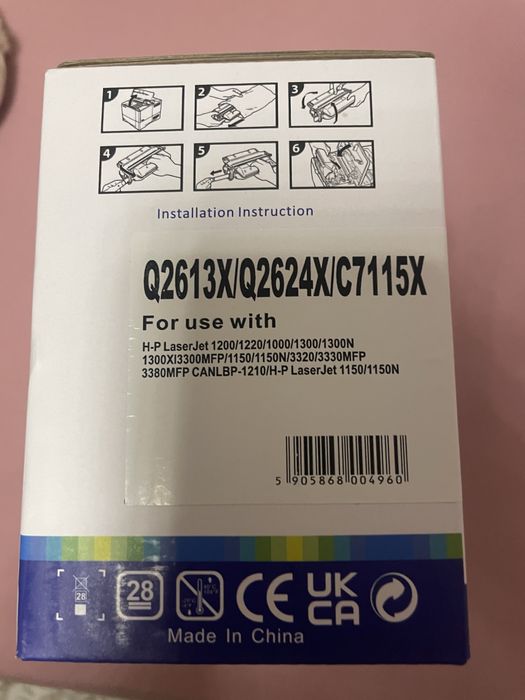 1 2 3
4 5 6
Installation Instruction
Q2613X/Q2624X/C7115X
For use with
H-P LaserJet 1200/1220/1000/1300/1300N
1300XI3300MFP/1150/1150N/3320/3330MFP
3380MFP CANLBP-1210/H-P LaserJet 1150/1150N
5 905868 004960
28 28 CE UK
CA
Made In China